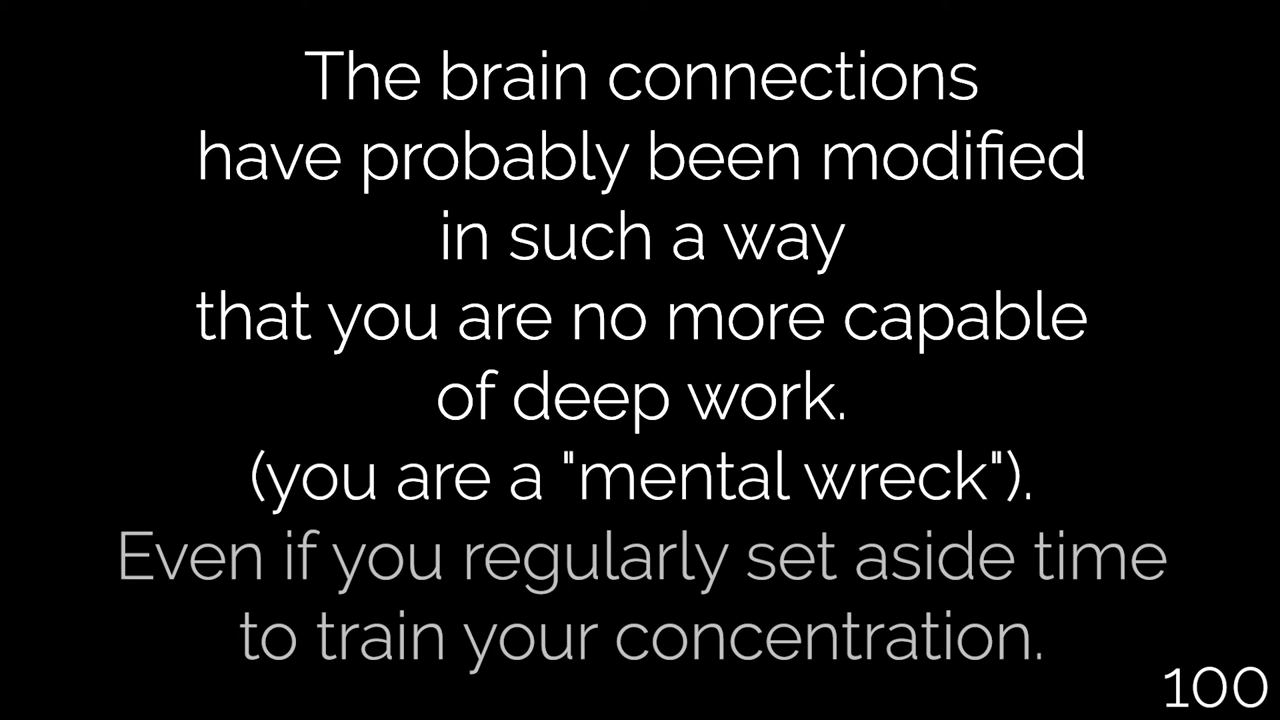 The brain connections
have probably been modified
in such a way
that you are no more capable
of deep work.
(you are a "mental wreck").
Even if you regularly set aside time
to train your concentration.
100